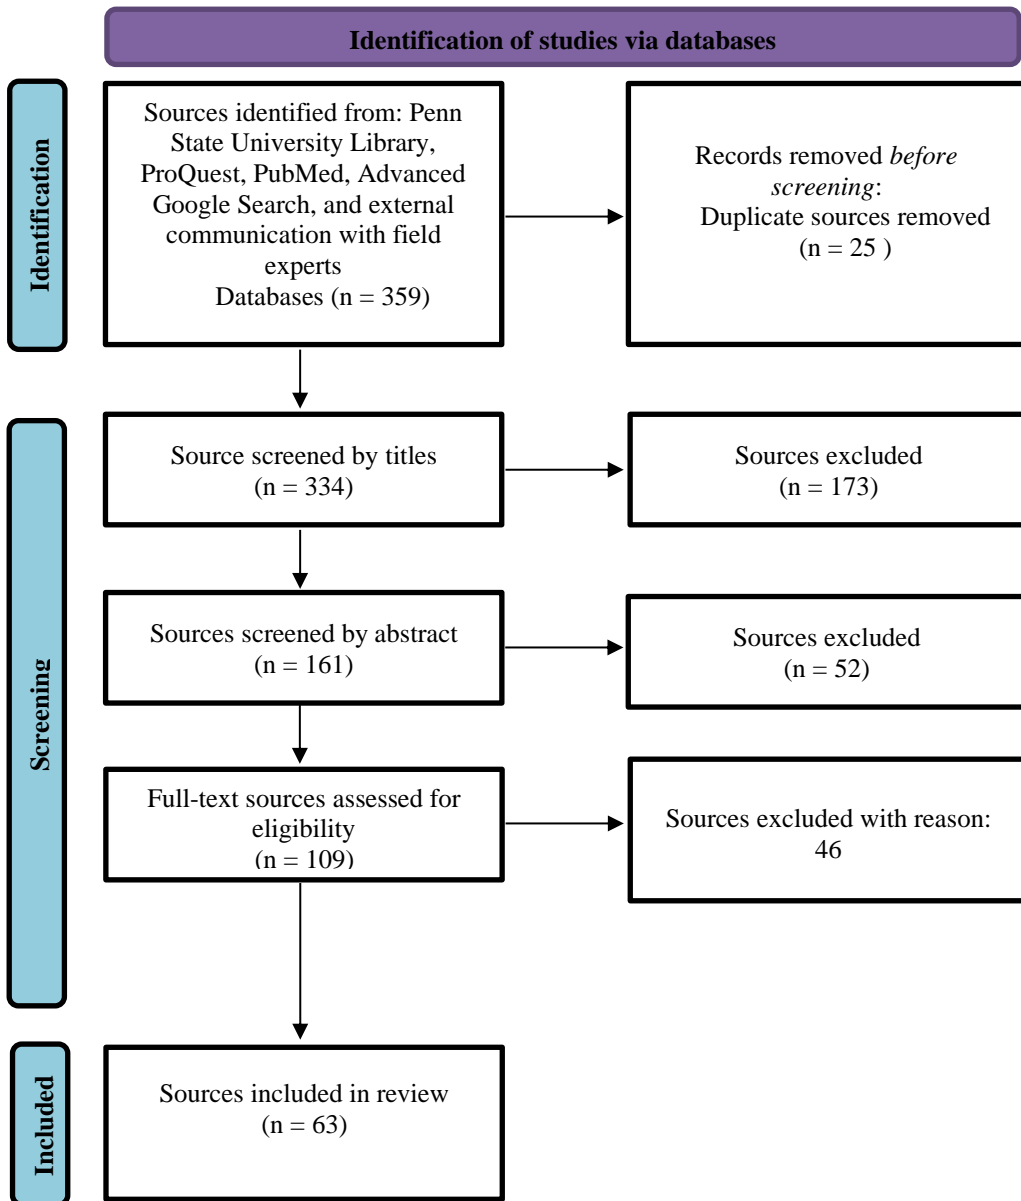 Identification of studies via databases
Identification
Sources identified from: Penn
State University Library,
ProQuest, PubMed, Advanced
Google Search, and external
communication with field
experts
Databases (n = 359)
Records removed before
screening:
Duplicate sources removed
(n = 25 )
Screening
Source screened by titles
(n = 334)
Sources excluded
(n = 173)
Sources screened by abstract
(n = 161)
Sources excluded
(n = 52)
Full-text sources assessed for
eligibility
(n = 109)
Sources excluded with reason:
46
Included
Sources included in review
(n = 63)